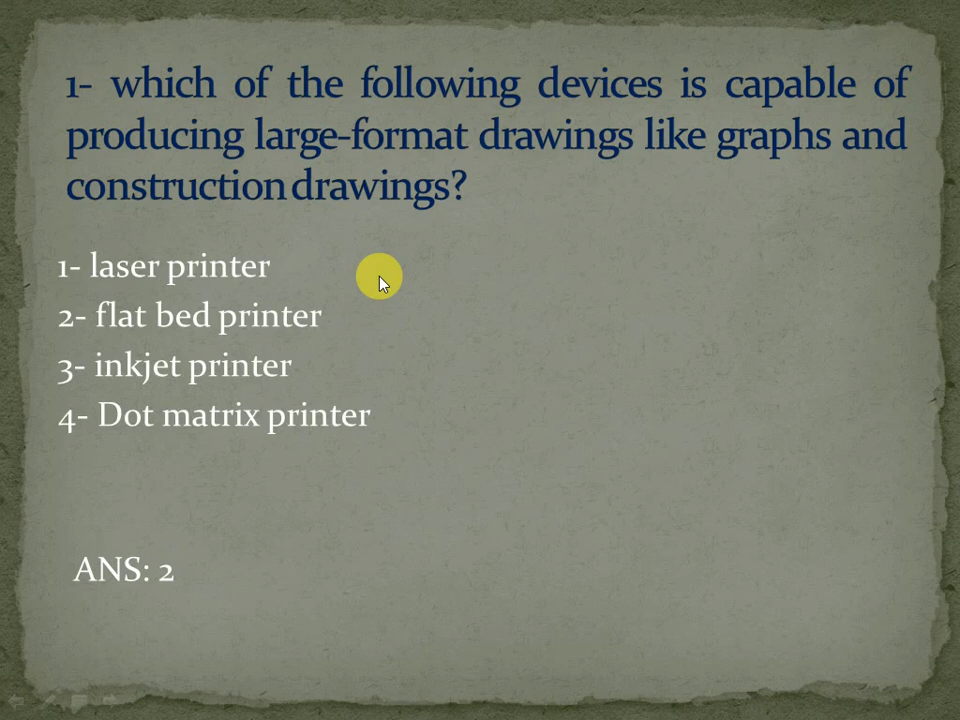 1- which of the following devices is capable of
producing large-format drawings like graphs and
construction drawings?
1- laser printer
2- flat bed printer
3- inkjet printer
4- Dot matrix printer
ANS: 2